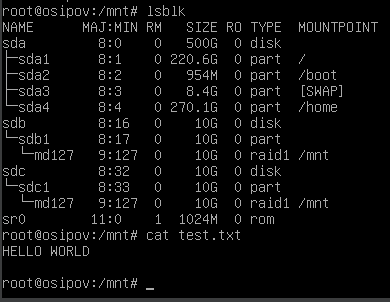 root@osipov:/mnt# lsblk
NAME      MAJ:MIN RM   SIZE RO TYPE  MOUNTPOINT
sda         8:0    0   500G  0 disk
├─sda1      8:1    0 220.6G  0 part  /
├─sda2      8:2    0   954M  0 part  /boot
├─sda3      8:3    0   8.4G  0 part  [SWAP]
└─sda4      8:4    0 270.1G  0 part  /home
sdb         8:16   0    10G  0 disk
└─sdb1      8:17   0    10G  0 part
  └─md127   9:127  0    10G  0 raid1 /mnt
sdc         8:32   0    10G  0 disk
└─sdc1      8:33   0    10G  0 part
  └─md127   9:127  0    10G  0 raid1 /mnt
sr0        11:0    1  1024M  0 rom
root@osipov:/mnt# cat test.txt
HELLO WORLD

root@osipov:/mnt# _